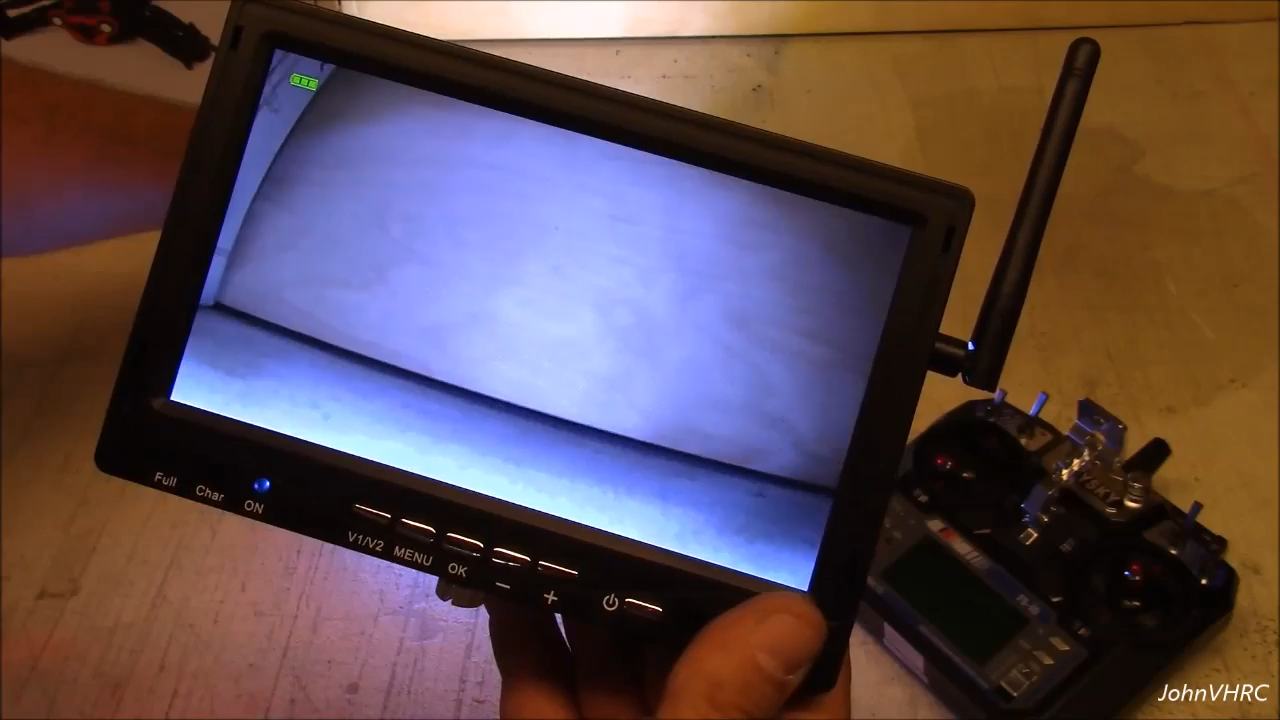 Full
Char
ON
V1/V2
MENU
OK
−
+
JohnVHRC